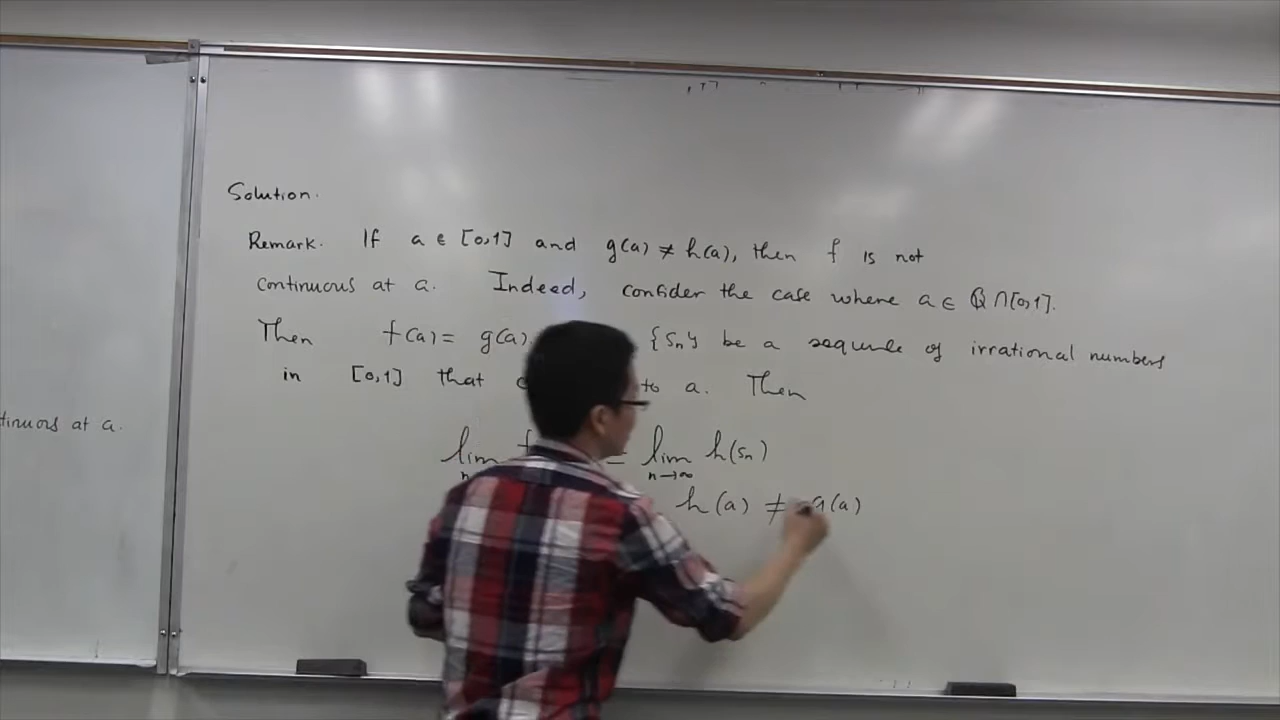 Solution.
Remark. If a ∈ [0,1] and g(a) ≠ h(a), then f is not
continuous at a. Indeed, consider the case where a ∈ ℚ ∩ [0,1].
Then f(a) = g(a). {Sn} be a sequence of irrational numbers
in [0,1] that to a. Then
tinuous at a.
lim = lim h(sn)
n n→∞
h(a) ≠ g(a)